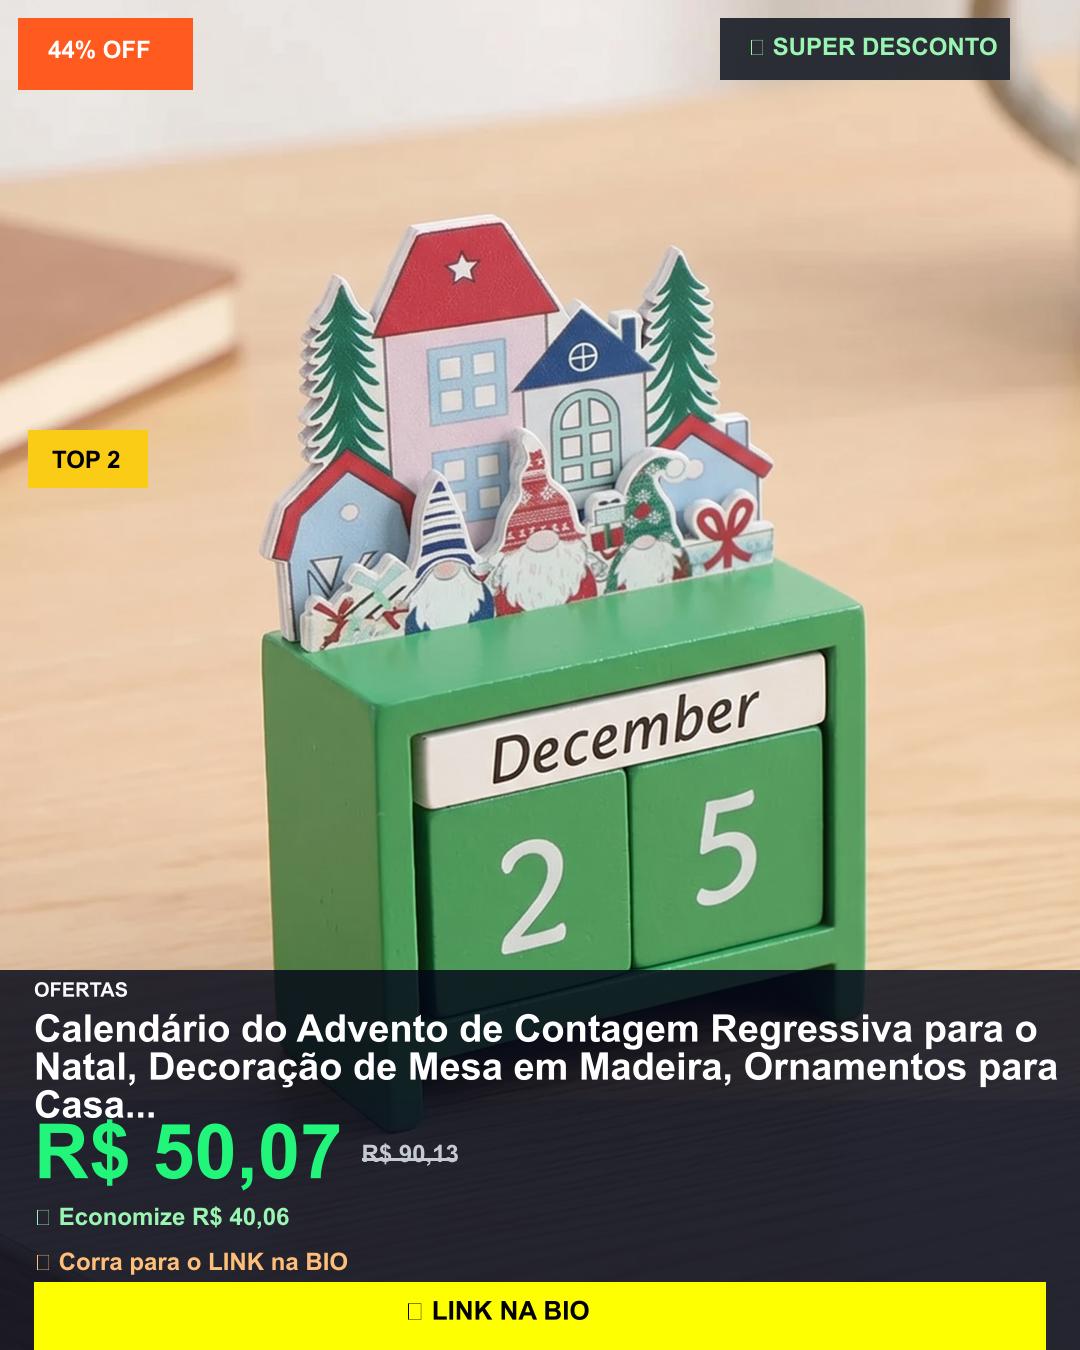 44% OFF
SUPER DESCONTO
TOP 2
December
2 5
OFERTAS
Calendário do Advento de Contagem Regressiva para o
Natal, Decoração de Mesa em Madeira, Ornamentos para
Casa...
R$ 50,07 R$ 90,13
Economize R$ 40,06
Corra para o LINK na BIO
LINK NA BIO